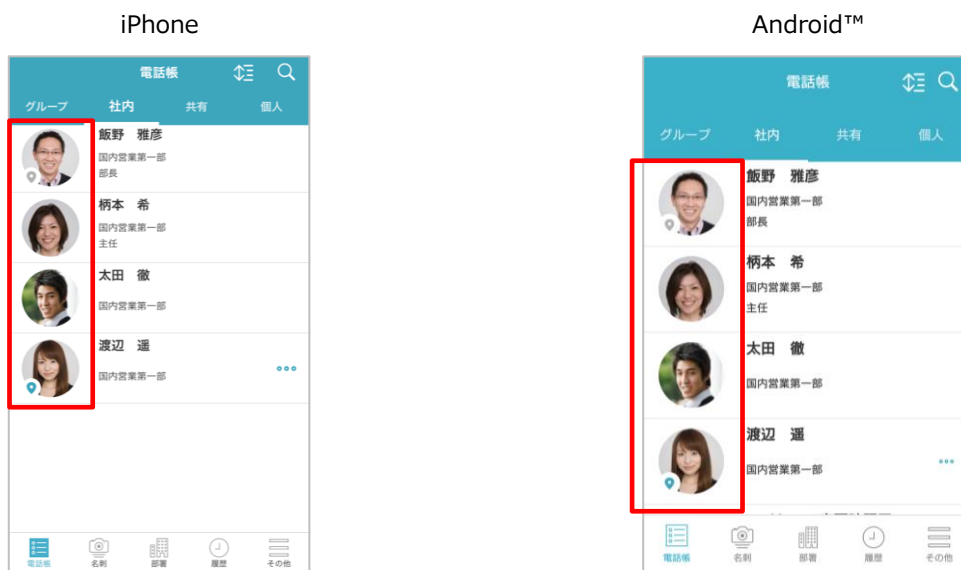 iPhone
電話帳
グループ 社内 共有 個人
飯野 雅彦
国内営業第一部
部長
柄本 希
国内営業第一部
主任
太田 徹
国内営業第一部
渡辺 遥
国内営業第一部
電話帳 名刺 部署 履歴 その他
Android™
電話帳
グループ 社内 共有 個人
飯野 雅彦
国内営業第一部
部長
柄本 希
国内営業第一部
主任
太田 徹
国内営業第一部
渡辺 遥
国内営業第一部
電話帳 名刺 部署 履歴 その他